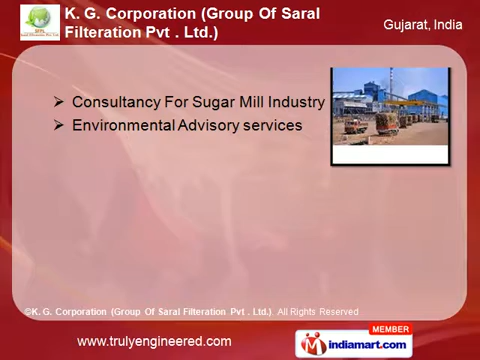 K. G. Corporation (Group Of Saral
Filteration Pvt . Ltd.)
Gujarat, India
➢ Consultancy For Sugar Mill Industry
➢ Environmental Advisory services
©K. G. Corporation (Group Of Saral Filteration Pvt . Ltd.). All Rights Reserved
www.trulyengineered.com
MEMBER
indiamart.com